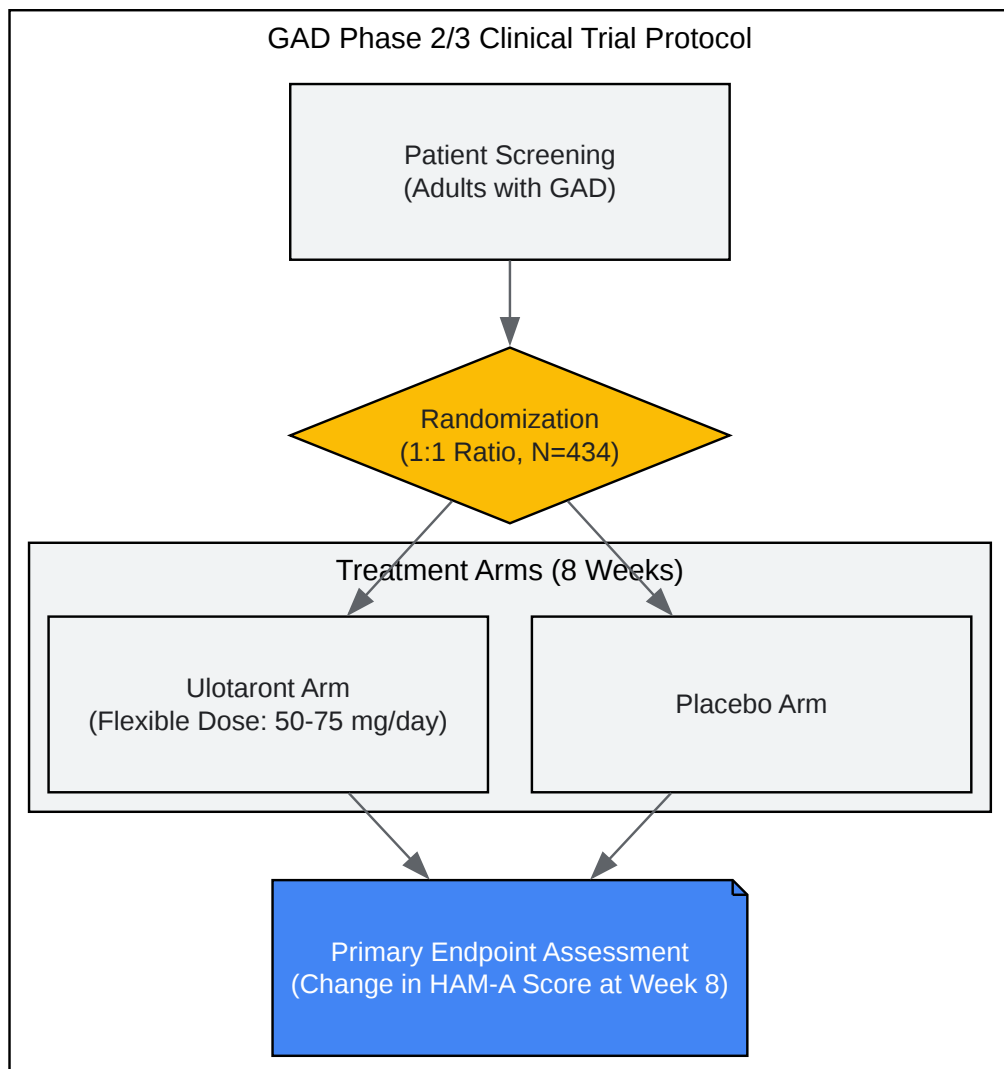 GAD Phase 2/3 Clinical Trial Protocol
Patient Screening
(Adults with GAD)
Randomization
(1:1 Ratio, N=434)
Treatment Arms (8 Weeks)
Ulotaront Arm
(Flexible Dose: 50-75 mg/day)
Placebo Arm
Primary Endpoint Assessment
(Change in HAM-A Score at Week 8)